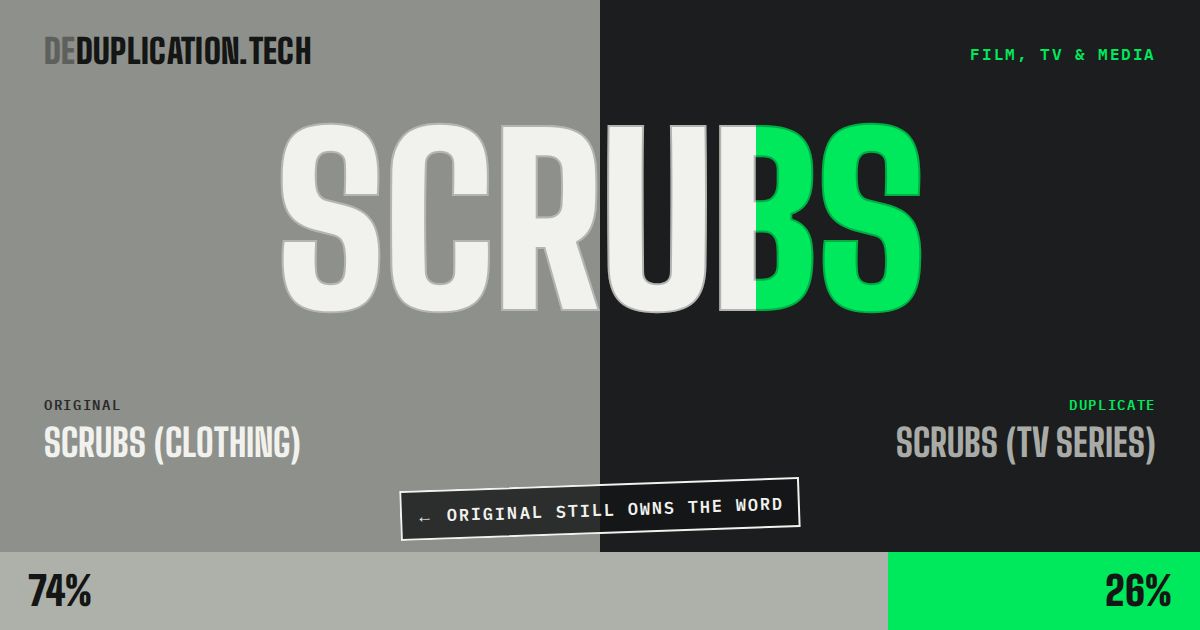 DEDUPLICATION.TECH
FILM, TV & MEDIA
SCRUBS
ORIGINAL
SCRUBS (CLOTHING)
DUPLICATE
SCRUBS (TV SERIES)
← ORIGINAL STILL OWNS THE WORD
74%
26%